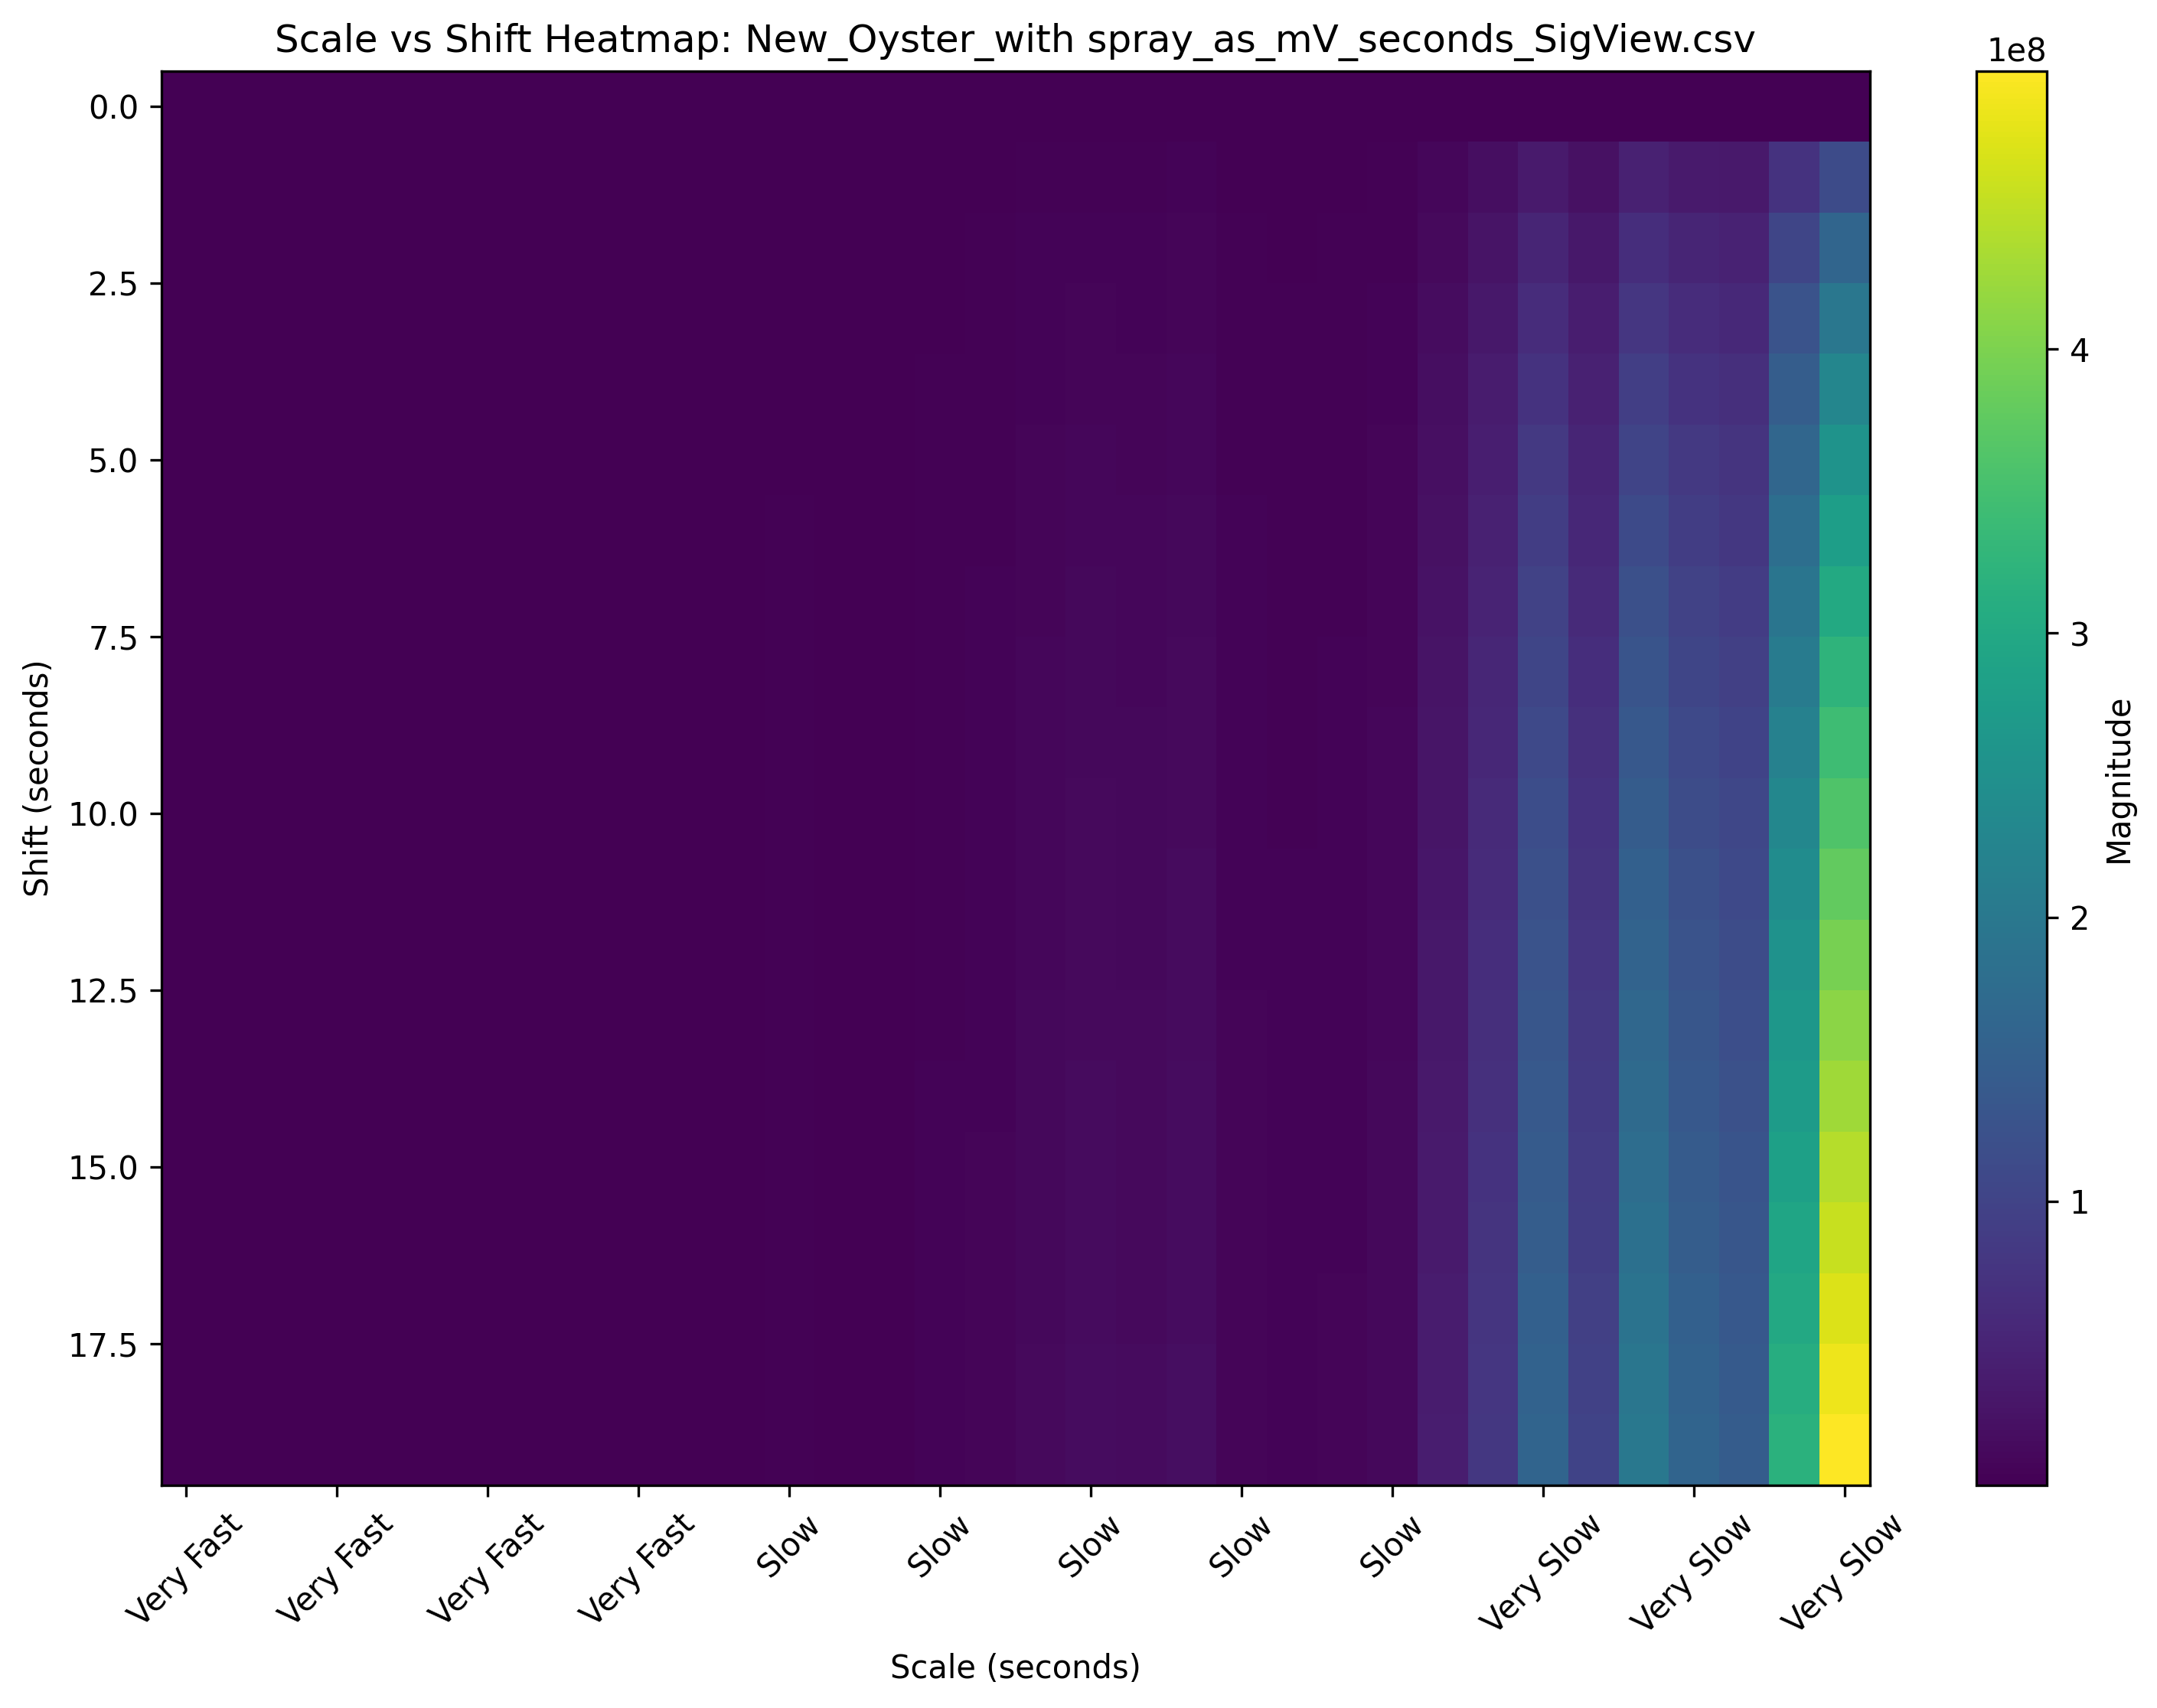 Scale vs Shift Heatmap: New_Oyster_with spray_as_mV_seconds_SigView.csv
1e8
0.0
2.5
5.0
7.5
10.0
12.5
15.0
17.5
Shift (seconds)
Very Fast
Very Fast
Very Fast
Very Fast
Slow
Slow
Slow
Slow
Slow
Very Slow
Very Slow
Very Slow
Scale (seconds)
4
3
2
1
Magnitude